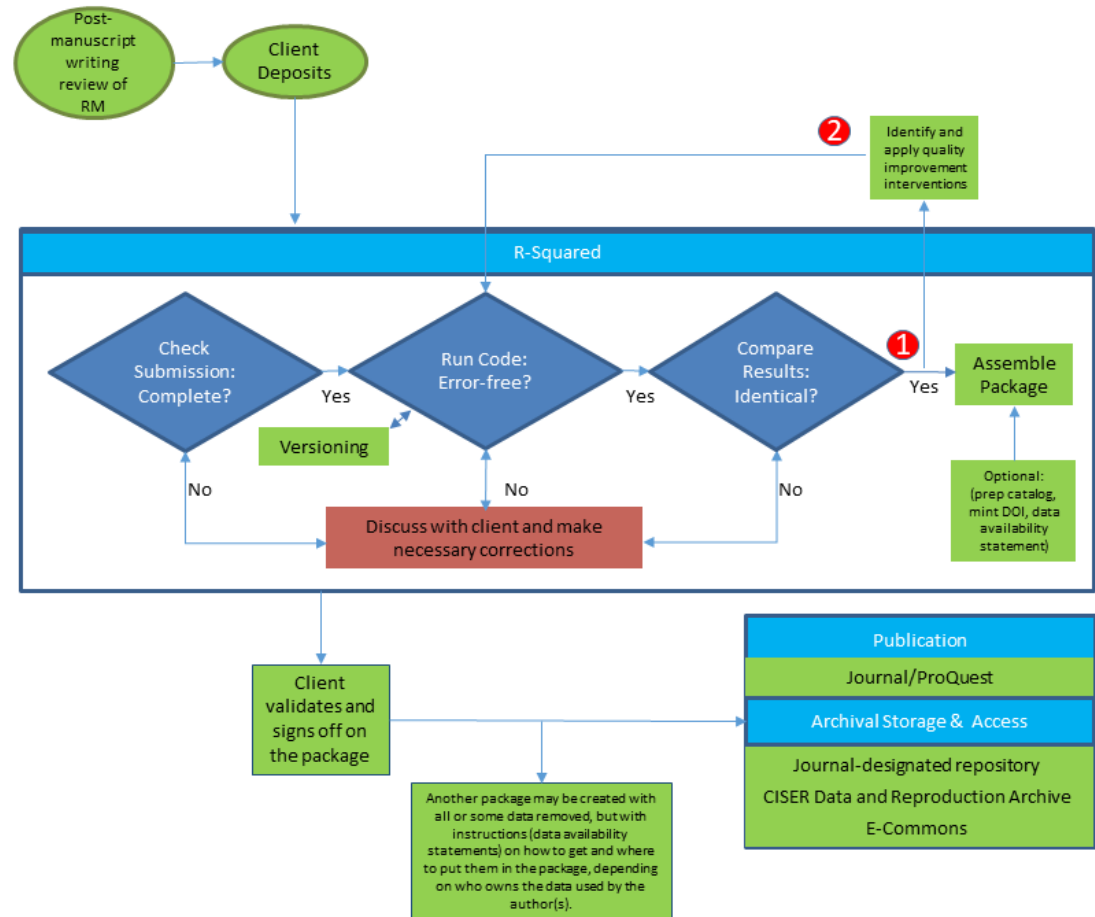 Post-
manuscript
writing
review of
RM
Client
Deposits
2
Identify and
apply quality
improvement
interventions
R-Squared
Check
Submission:
Complete?
Yes
Run Code:
Error-free?
Yes
Compare
Results:
Identical?
1
Yes
Assemble
Package
Versioning
No
No
No
Discuss with client and make
necessary corrections
Optional:
(prep catalog,
mint DOI, data
availability
statement)
Client
validates and
signs off on
the package
Another package may be created with
all or some data removed, but with
instructions (data availability
statements) on how to get and where
to put them in the package, depending
on who owns the data used by the
author(s).
Publication
Journal/ProQuest
Archival Storage & Access
Journal-designated repository
CISER Data and Reproduction Archive
E-Commons